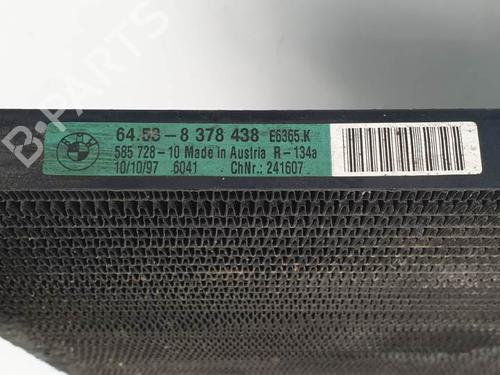 64.53-8 378 438 E6365.K
585 728-10 Made in Austria R-134a
10/10/97 6041 ChNr.: 241607
B-PARTS